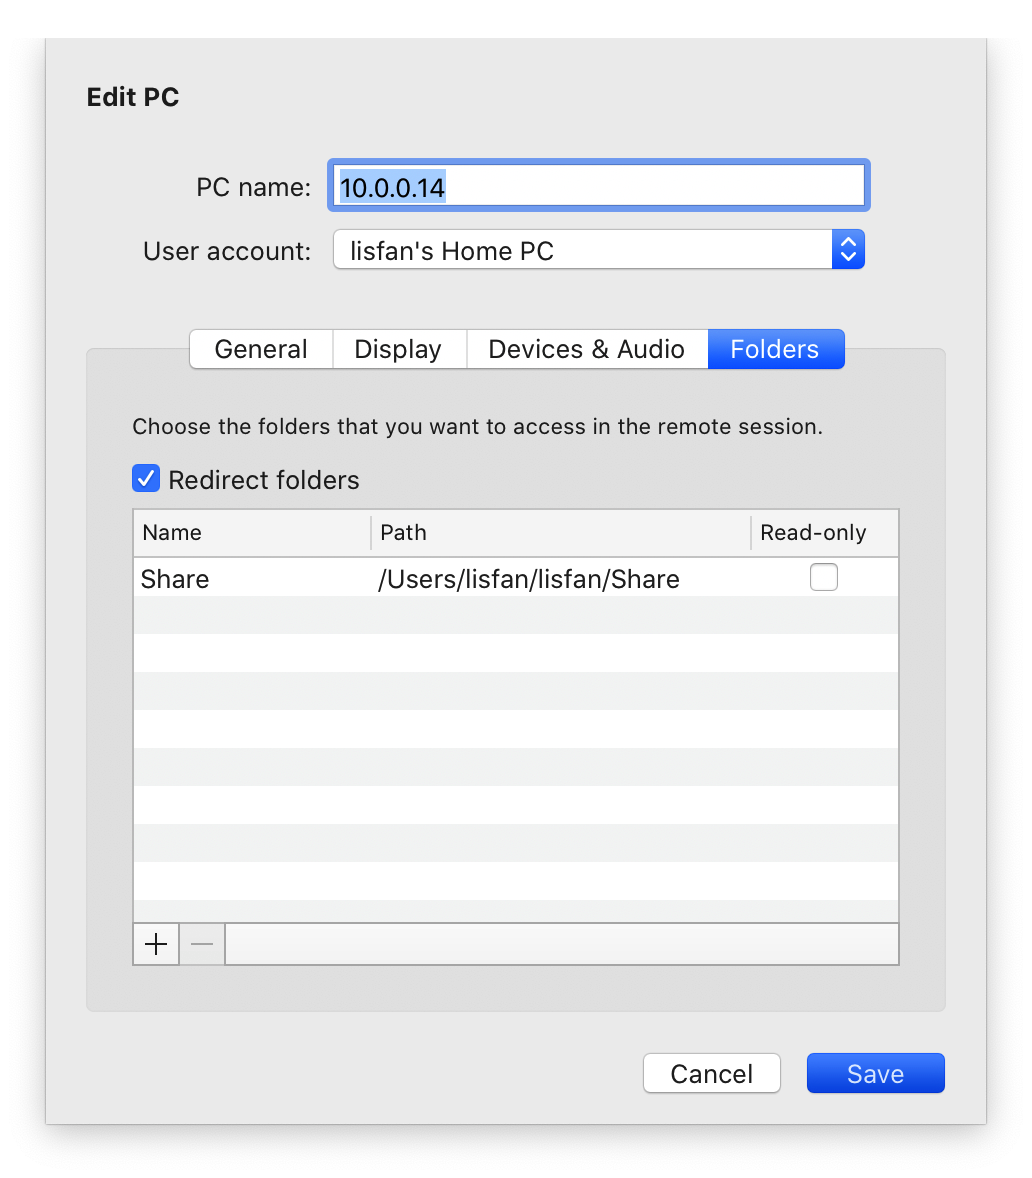 Edit PC
PC name: 10.0.0.14
User account: lisfan's Home PC
General Display Devices & Audio Folders
Choose the folders that you want to access in the remote session.
Redirect folders
Name Path Read-only
Share /Users/lisfan/lisfan/Share
Cancel Save